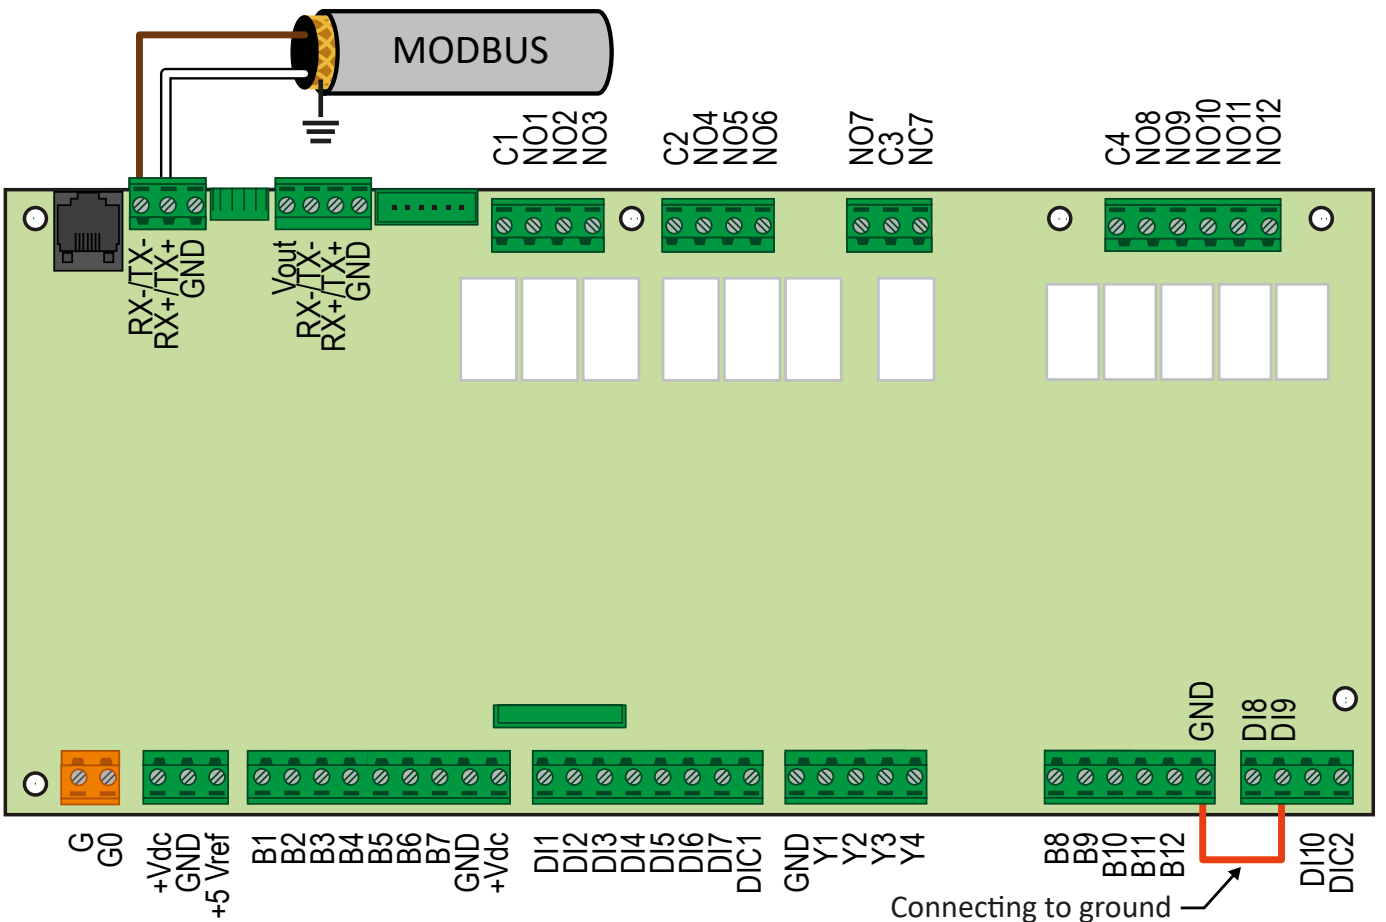 MODBUS
C1
NO1
NO2
NO3
C2
NO4
NO5
NO6
NO7
C3
NC7
C4
NO8
NO9
NO10
NO11
NO12
RX-/TX-
RX+/TX+
GND
Vout
RX-/TX-
RX+/TX+
GND
GND
DI8
DI9
G
G0
+Vdc
GND
+5 Vref
B1
B2
B3
B4
B5
B6
B7
GND
+Vdc
DI1
DI2
DI3
DI4
DI5
DI6
DI7
DIC1
GND
Y1
Y2
Y3
Y4
B8
B9
B10
B11
B12
DI10
DIC2
Connecting to ground